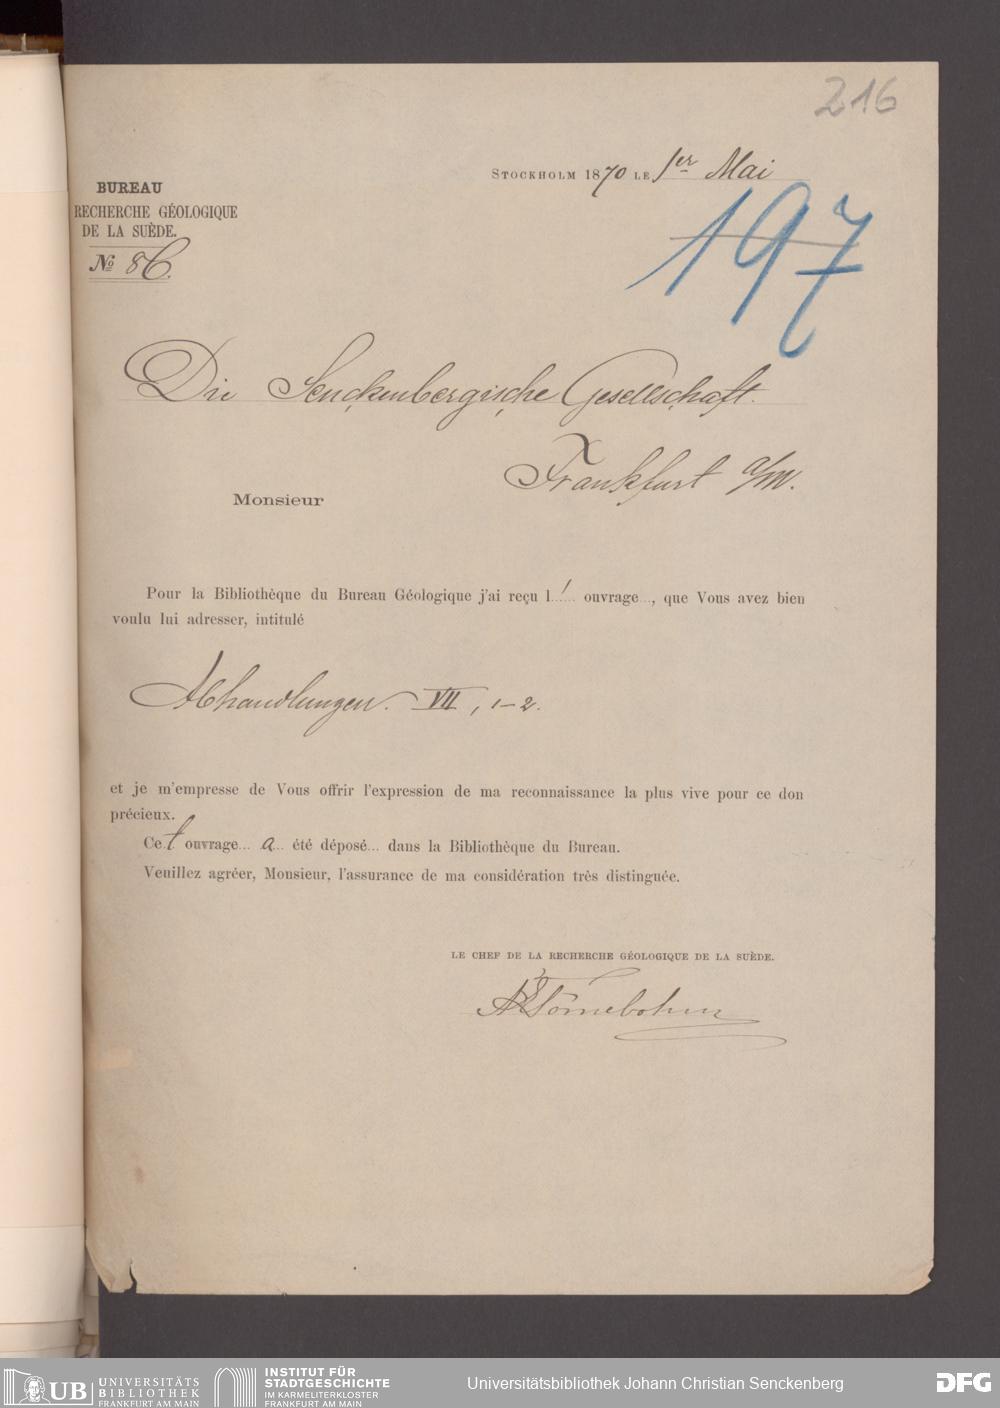 216
STOCKHOLM 1870 LE 1er Mai
BUREAU
RECHERCHE GÉOLOGIQUE
DE LA SUÈDE.
No
197
Die Senckenbergische Gesellschaft.
Frankfurt a/M.
Monsieur
Pour la Bibliothèque du Bureau Géologique j'ai reçu l...'... ouvrage..., que Vous avez bien
voulu lui adresser, intitulé
Abhandlungen. VII, 1-2.
et je m'empresse de Vous offrir l'expression de ma reconnaissance la plus vive pour ce don
précieux.
Ce.t ouvrage... a... été déposé... dans la Bibliothèque du Bureau.
Veuillez agréer, Monsieur, l'assurance de ma considération très distinguée.
LE CHEF DE LA RECHERCHE GÉOLOGIQUE DE LA SUÈDE.
Törnebohm
UB UNIVERSITÄTS
BIBLIOTHEK
FRANKFURT AM MAIN
INSTITUT FÜR
STADTGESCHICHTE
IM KARMELITERKLOSTER
FRANKFURT AM MAIN
Universitätsbibliothek Johann Christian Senckenberg
DFG